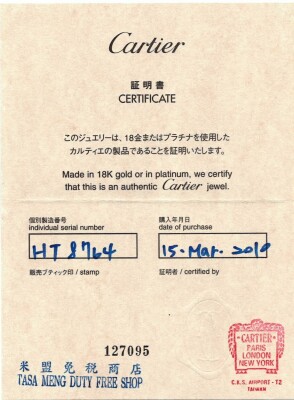 Cartier
証明書
CERTIFICATE
このジュエリーは、18金またはプラチナを使用した
カルティエの製品であることを証明いたします。
Made in 18K gold or in platinum, we certify
that this is an authentic Cartier jewel.
個別製造番号
individual serial number
購入年月日
date of purchase
HT 8764
15. Mar. 2019
販売ブティック印 / stamp
証明者 / certified by
127095
米盟免税商店
TASA MENG DUTY FREE SHOP
CARTIER
PARIS
LONDON
NEW YORK
C.K.S. AIRPORT - T2
TAIWAN